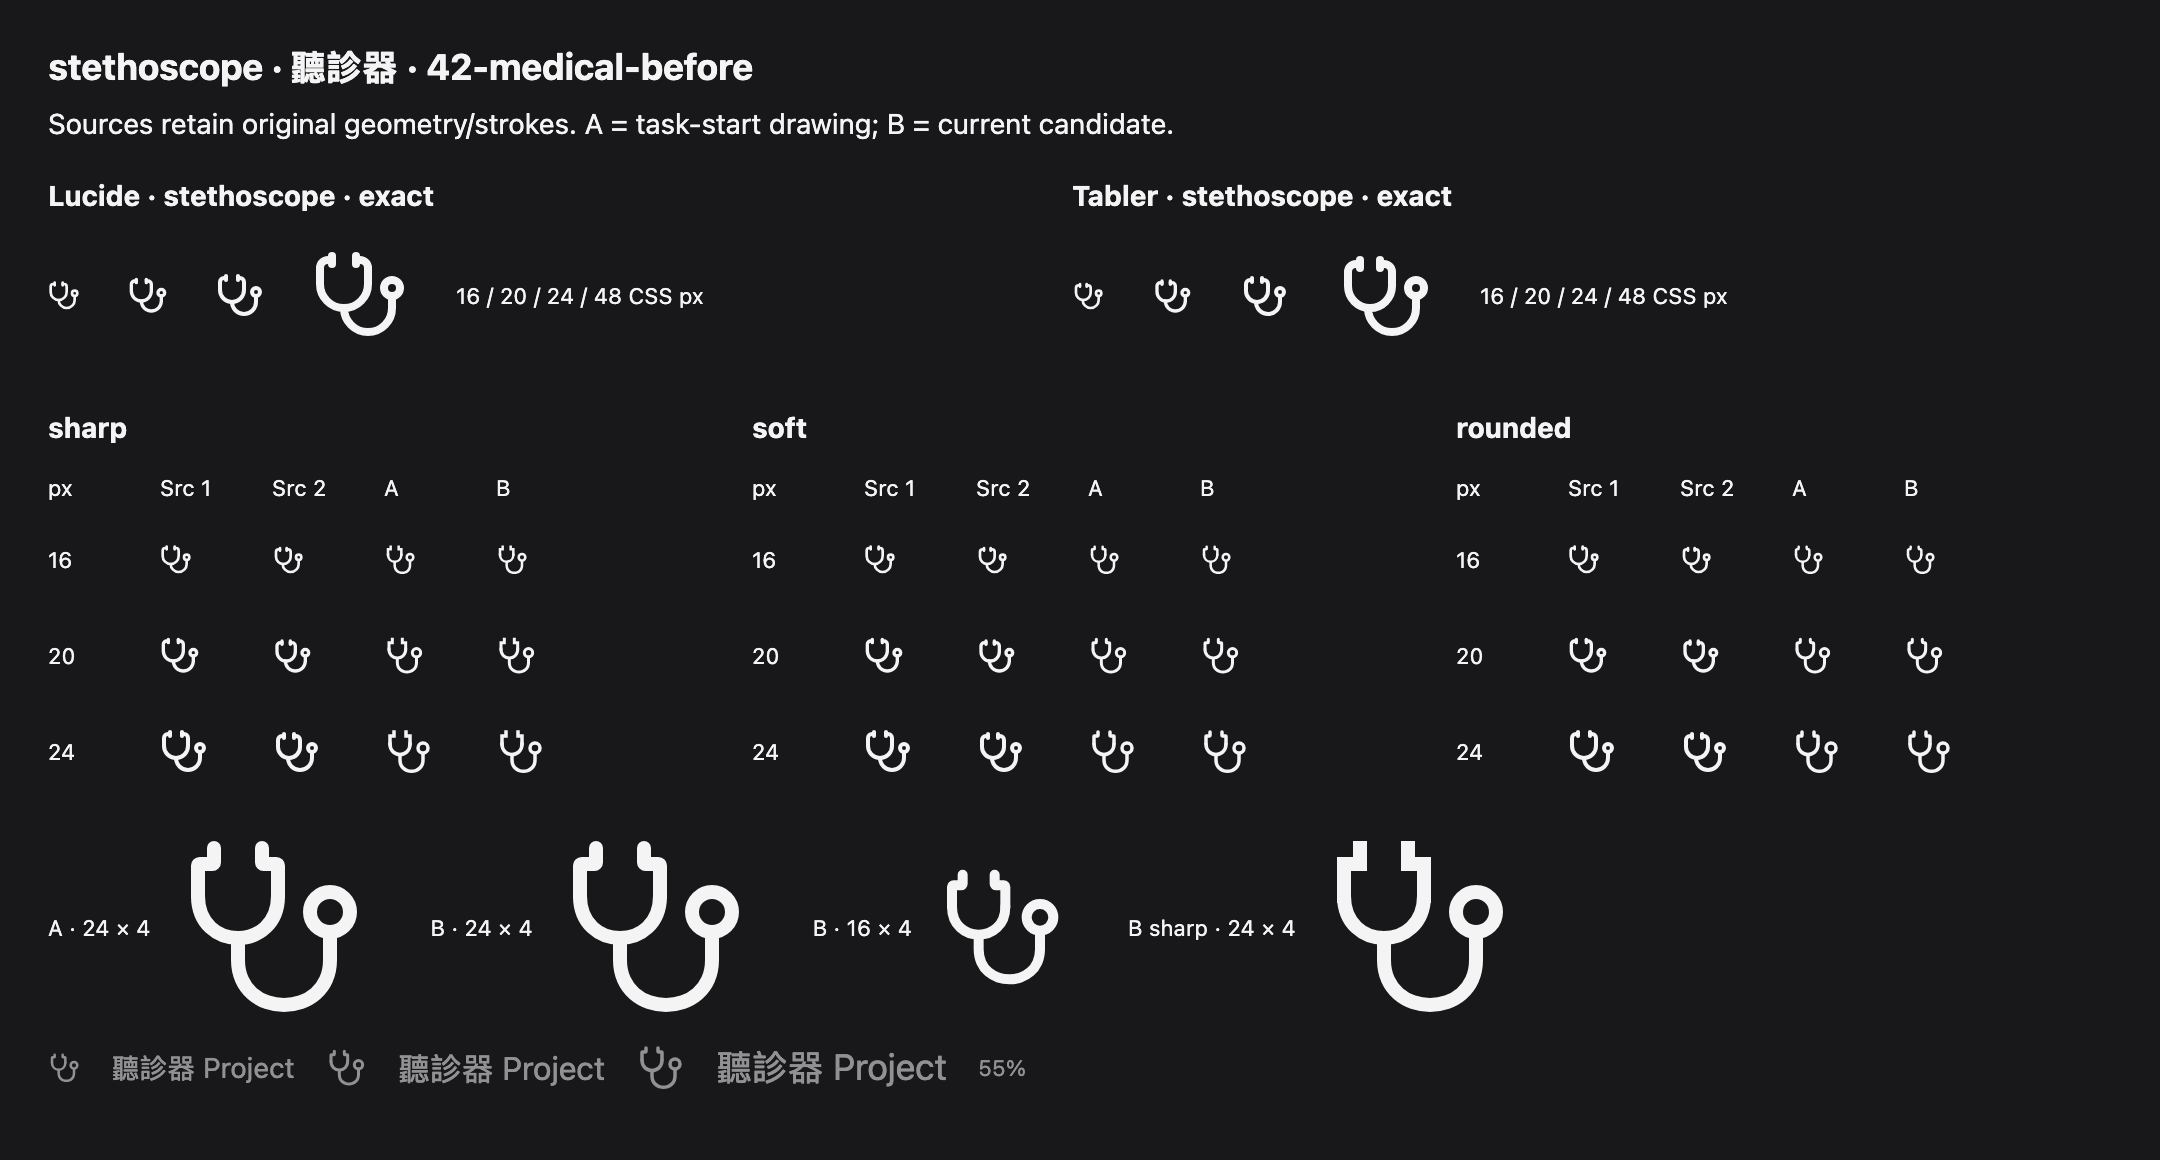 stethoscope · 聽診器 · 42-medical-before
Sources retain original geometry/strokes. A = task-start drawing; B = current candidate.
Lucide · stethoscope · exact
16 / 20 / 24 / 48 CSS px
Tabler · stethoscope · exact
16 / 20 / 24 / 48 CSS px
sharp
px Src 1 Src 2 A B
16
20
24
soft
px Src 1 Src 2 A B
16
20
24
rounded
px Src 1 Src 2 A B
16
20
24
A · 24 × 4
B · 24 × 4
B · 16 × 4
B sharp · 24 × 4
聽診器 Project 聽診器 Project 聽診器 Project 55%